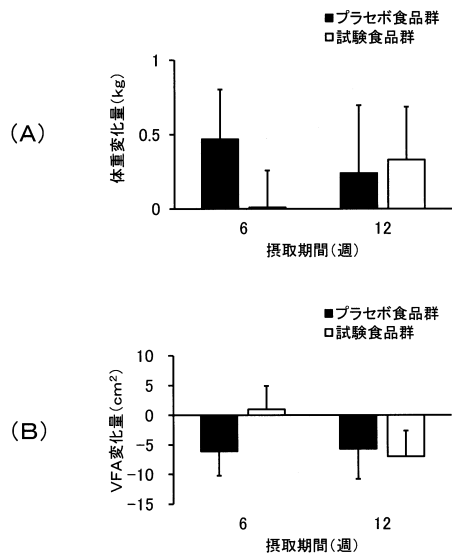 ■プラセボ食品群
□試験食品群
(A)
体重変化量(kg)
1
0.5
0
6
12
摂取期間(週)
■プラセボ食品群
□試験食品群
(B)
VFA変化量(cm²)
10
5
0
-5
-10
-15
6
12
摂取期間(週)